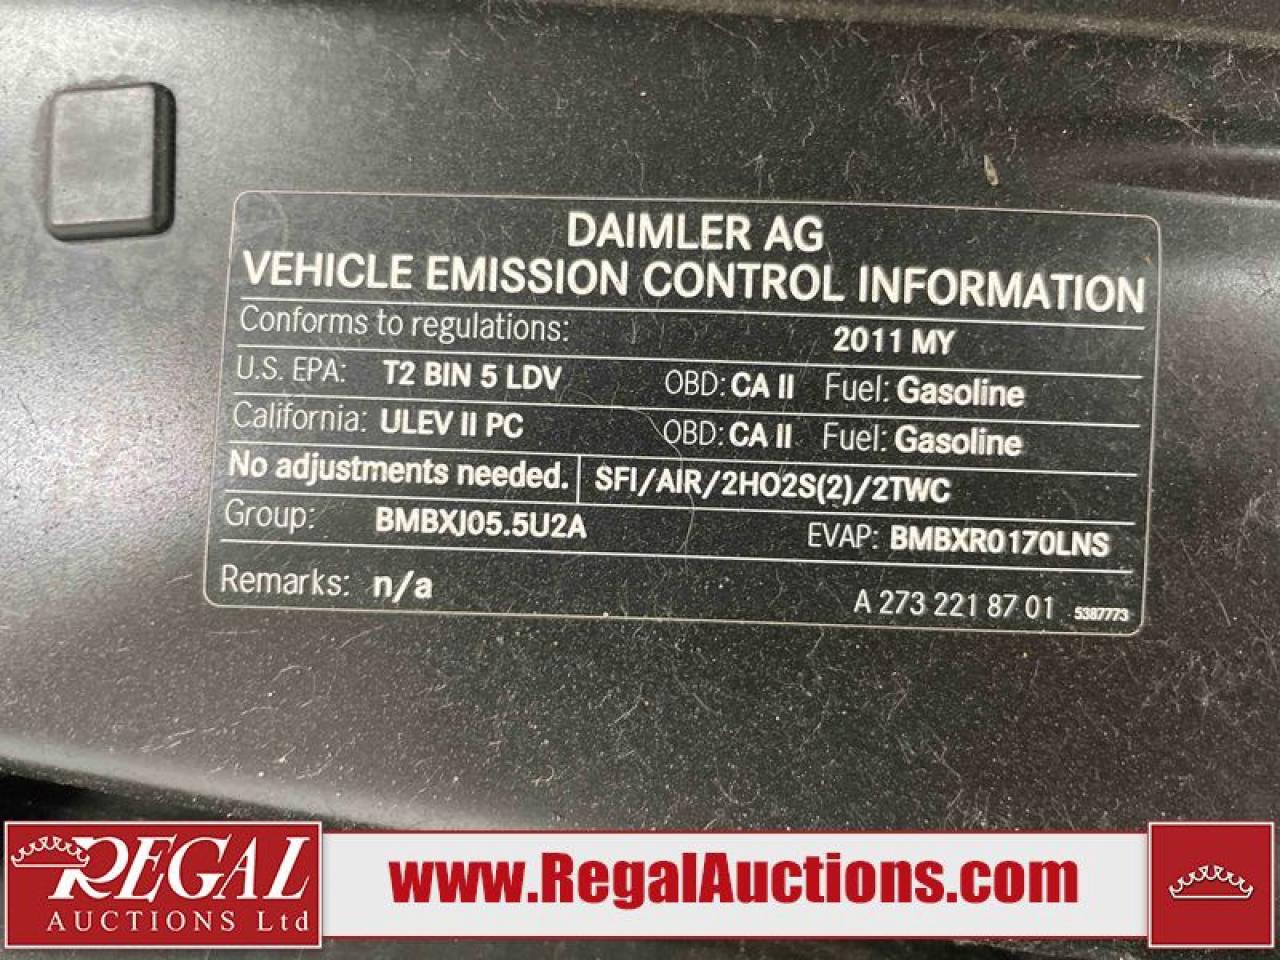 DAIMLER AG
VEHICLE EMISSION CONTROL INFORMATION
Conforms to regulations: 2011 MY
U.S. EPA: T2 BIN 5 LDV OBD: CA II Fuel: Gasoline
California: ULEV II PC OBD: CA II Fuel: Gasoline
No adjustments needed. SFI/AIR/2HO2S(2)/2TWC
Group: BMBXJ05.5U2A EVAP: BMBXR0170LNS
Remarks: n/a A 273 221 87 01 5387773
REGAL
AUCTIONS Ltd
www.RegalAuctions.com